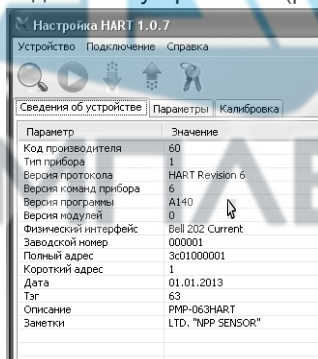 Настройка HART 1.0.7
Устройство Подключение Справка
Сведения об устройстве Параметры Калибровка
Параметр Значение
Код производителя 60
Тип прибора 1
Версия протокола HART Revision 6
Версия команд прибора 6
Версия программы A140
Версия модулей 0
Физический интерфейс Bell 202 Current
Заводской номер 000001
Полный адрес 3c01000001
Короткий адрес 1
Дата 01.01.2013
Тэг 63
Описание PMP-063HART
Заметки LTD. "NPP SENSOR"